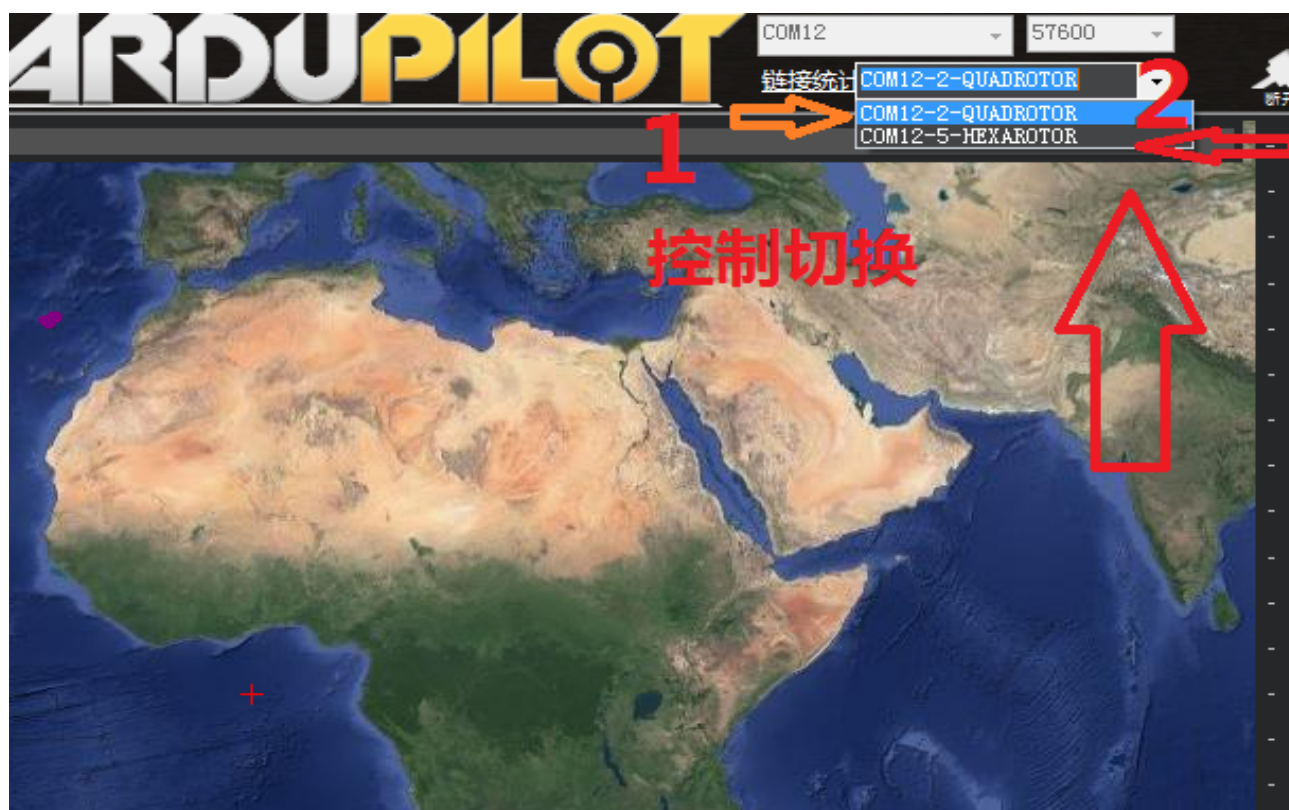 ARDUPILOT
COM12
57600
链接统计
COM12-2-QUADROTOR
COM12-2-QUADROTOR
COM12-5-HEXAROTOR
1
2
控制切换